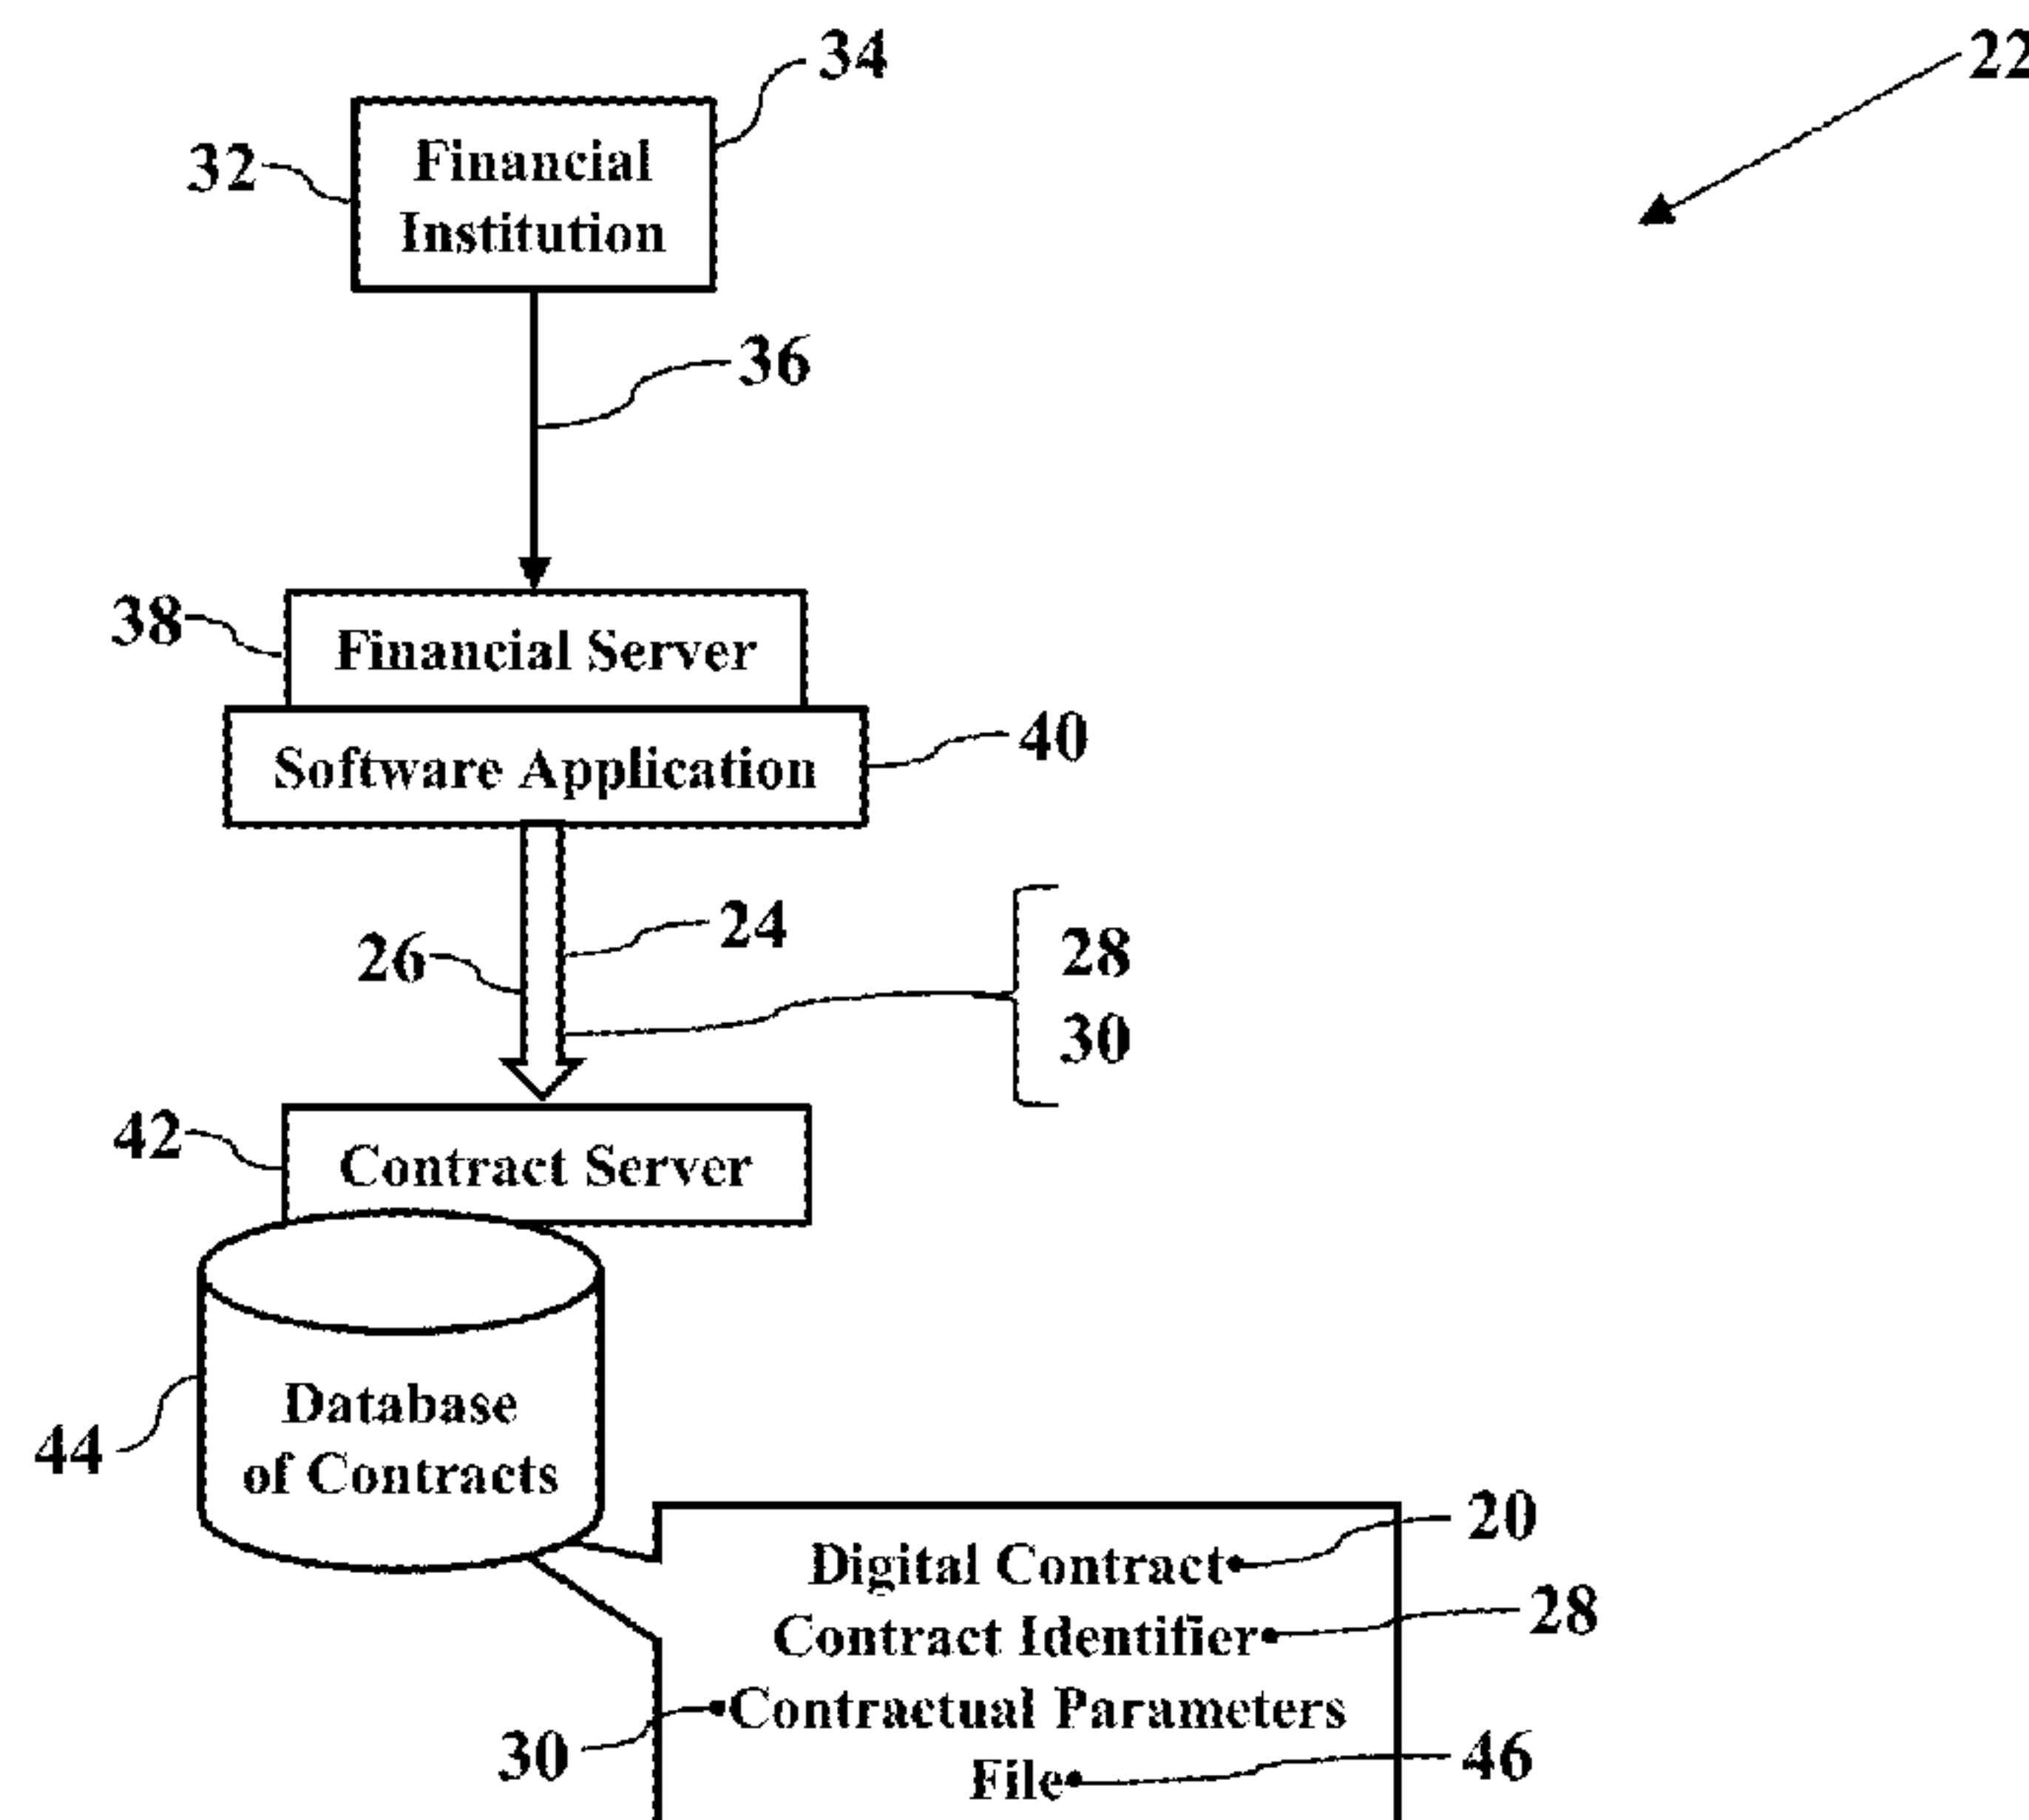 34
22
32
Financial
Institution
36
38
Financial Server
Software Application
40
24
26
28
30
42
Contract Server
44
Database
of Contracts
20
Digital Contract
28
Contract Identifier
Contractual Parameters
30
46
File